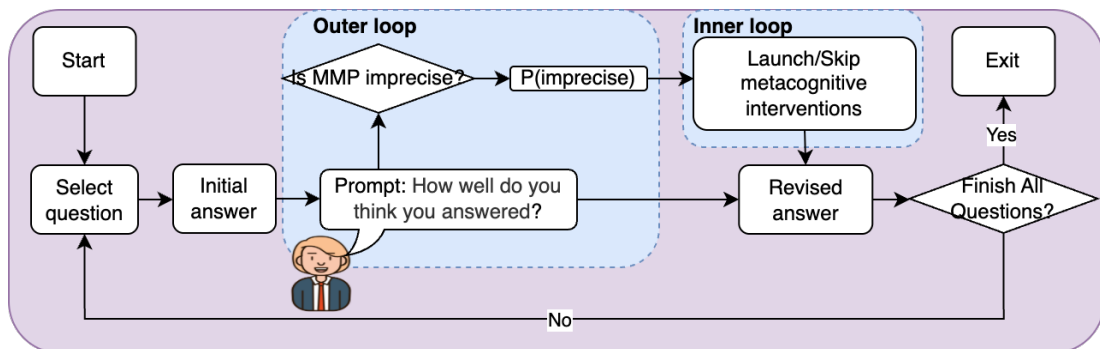 Outer loop
Inner loop
Start
Is MMP imprecise?
P(imprecise)
Launch/Skip
metacognitive
interventions
Exit
Yes
Select
question
Initial
answer
Prompt: How well do you
think you answered?
Revised
answer
Finish All
Questions?
No